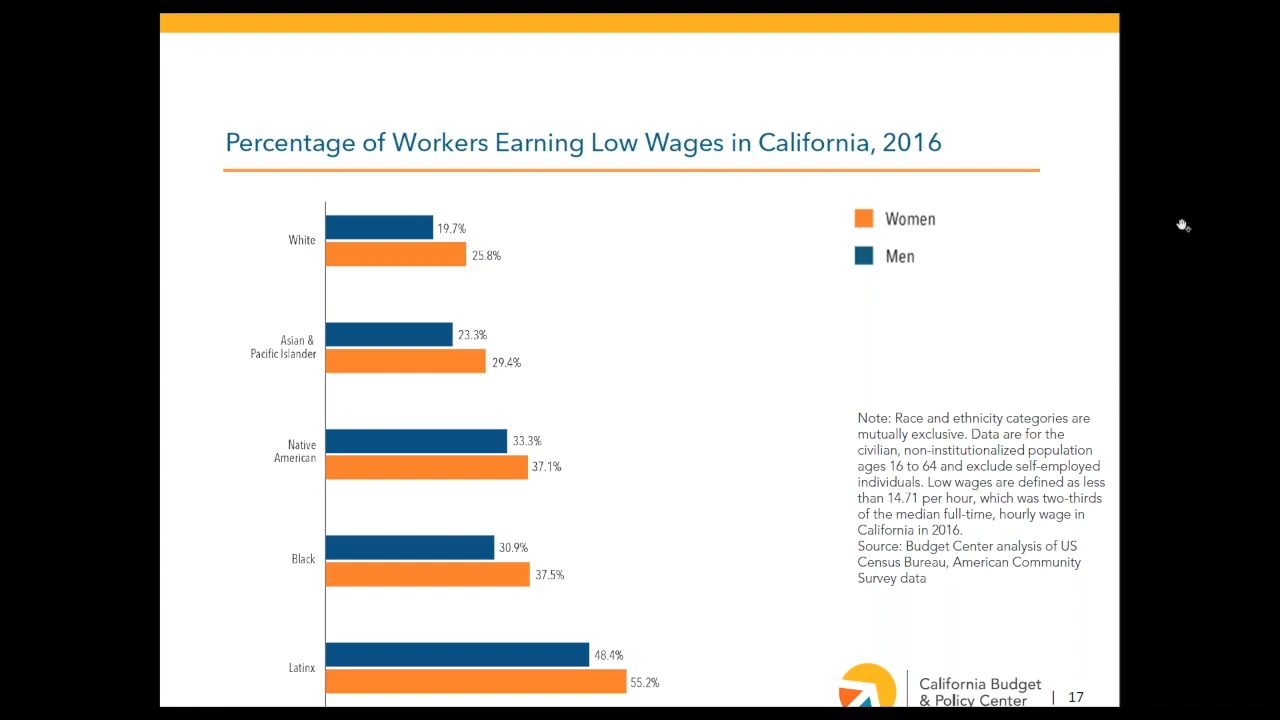 Percentage of Workers Earning Low Wages in California, 2016
White
19.7%
25.8%
Asian &
Pacific Islander
23.3%
29.4%
Native
American
33.3%
37.1%
Black
30.9%
37.5%
Latinx
48.4%
55.2%
Women
Men
Note: Race and ethnicity categories are
mutually exclusive. Data are for the
civilian, non-institutionalized population
ages 16 to 64 and exclude self-employed
individuals. Low wages are defined as less
than 14.71 per hour, which was two-thirds
of the median full-time, hourly wage in
California in 2016.
Source: Budget Center analysis of US
Census Bureau, American Community
Survey data
California Budget
& Policy Center
| 17